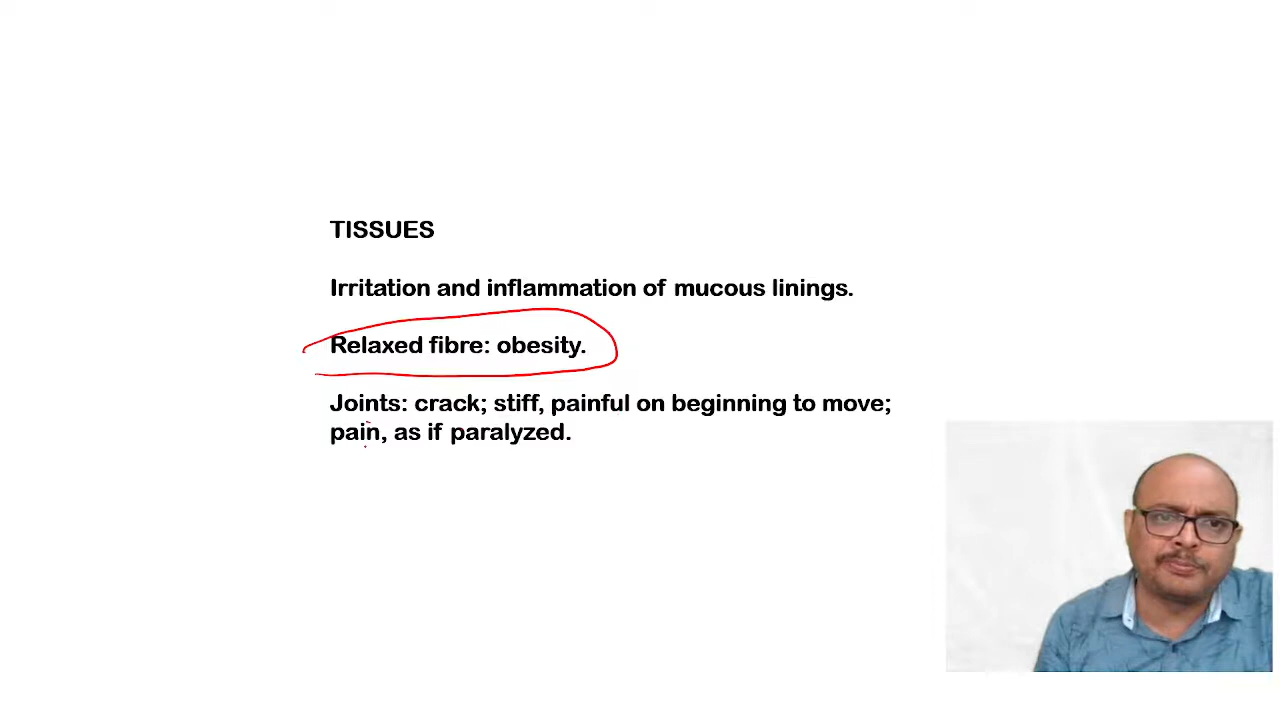 TISSUES
Irritation and inflammation of mucous linings.
Relaxed fibre: obesity.
Joints: crack; stiff, painful on beginning to move;
pain, as if paralyzed.